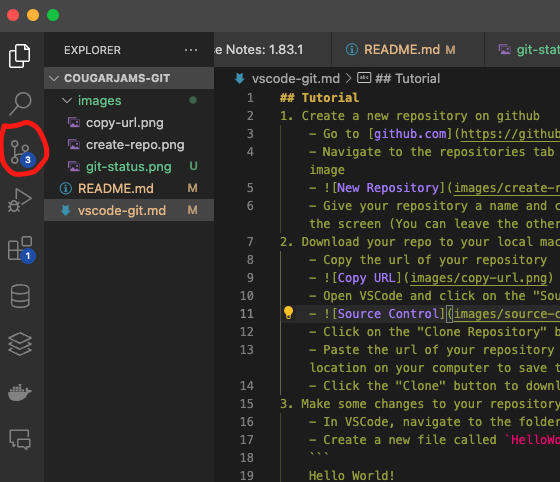 EXPLORER ...
COUGARJAMS-GIT
images
copy-url.png
create-repo.png
git-status.png U
README.md M
vscode-git.md M
3
1
se Notes: 1.83.1
README.md M
git-stat
vscode-git.md > abc ## Tutorial
1 ## Tutorial
2 1. Create a new repository on github
3 - Go to [github.com](https://github
4 - Navigate to the repositories tab
image
5 - ![New Repository](images/create-r
6 - Give your repository a name and c
the screen (You can leave the other
7 2. Download your repo to your local mac
8 - Copy the url of your repository
9 - ![Copy URL](images/copy-url.png)
10 - Open VSCode and click on the "Sou
11 - ![Source Control](images/source-c
12 - Click on the "Clone Repository" b
13 - Paste the url of your repository
location on your computer to save t
14 - Click the "Clone" button to downl
15 3. Make some changes to your repository
16 - In VSCode, navigate to the folder
17 - Create a new file called `HelloWo
18 ```
19 Hello World!